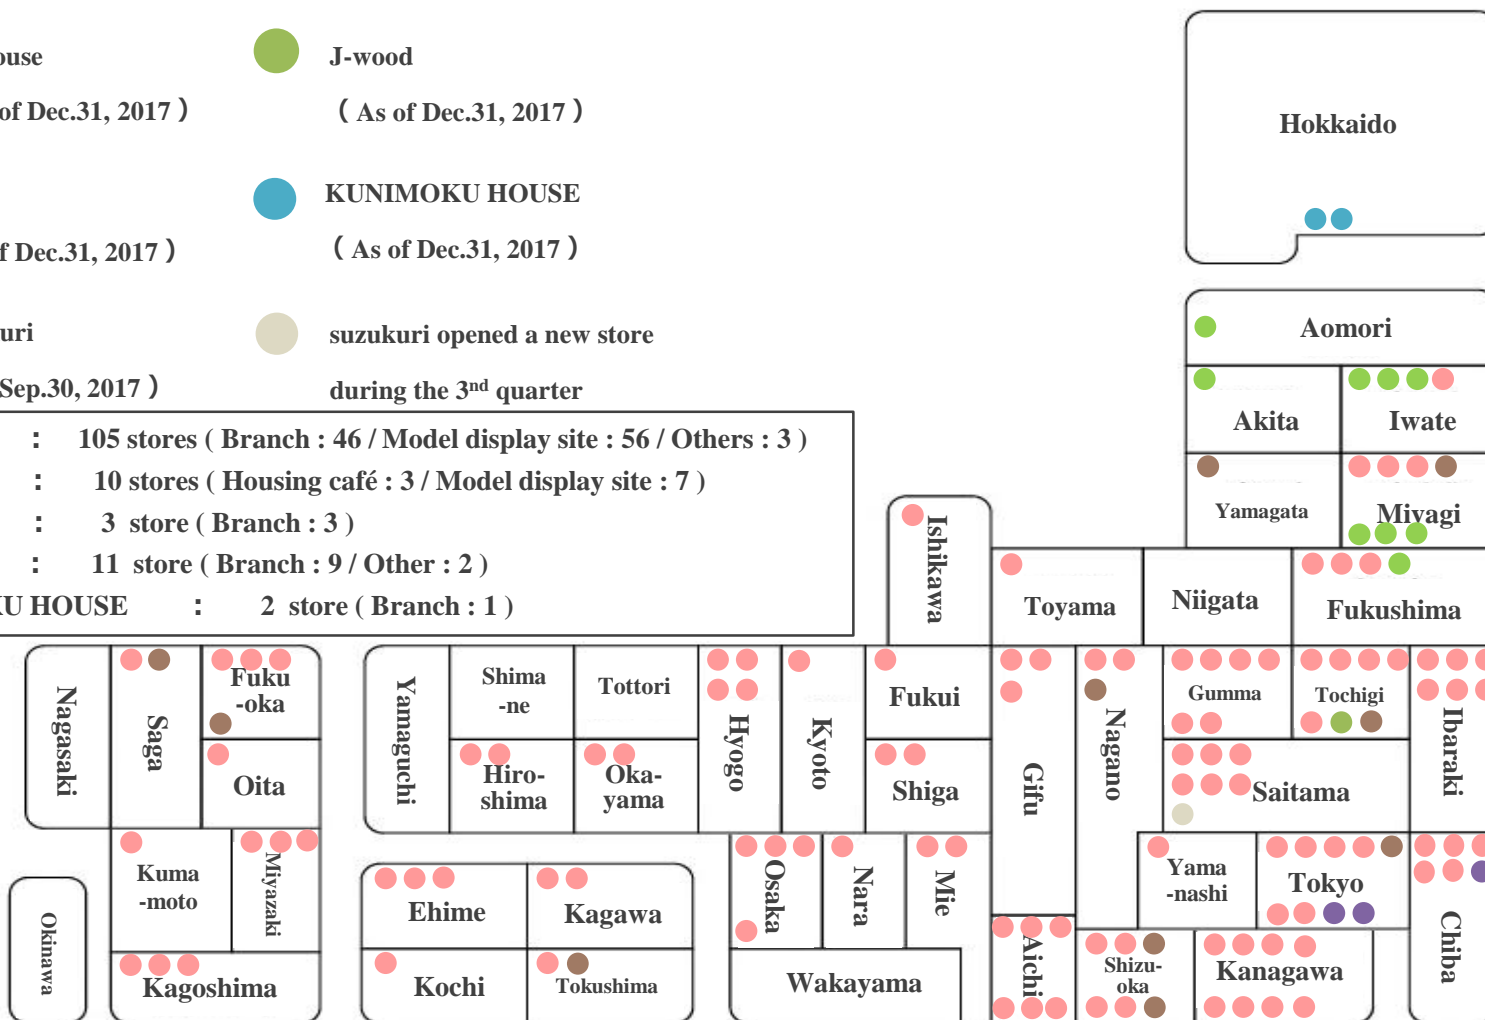 ouse
J-wood
of Dec.31, 2017 )
( As of Dec.31, 2017 )
KUNIMOKU HOUSE
f Dec.31, 2017 )
( As of Dec.31, 2017 )
uri
suzukuri opened a new store
Sep.30, 2017 )
during the 3nd quarter
: 105 stores ( Branch : 46 / Model display site : 56 / Others : 3 )
: 10 stores ( Housing café : 3 / Model display site : 7 )
: 3 store ( Branch : 3 )
: 11 store ( Branch : 9 / Other : 2 )
KU HOUSE : 2 store ( Branch : 1 )
Hokkaido
Aomori
Akita
Iwate
Yamagata
Miyagi
Ishikawa
Toyama
Niigata
Fukushima
Nagasaki
Saga
Fuku
-oka
Oita
Kuma
-moto
Miyazaki
Okinawa
Kagoshima
Yamaguchi
Shima
-ne
Tottori
Hiro-
shima
Oka-
yama
Hyogo
Kyoto
Fukui
Shiga
Gifu
Nagano
Gumma
Tochigi
Ibaraki
Saitama
Ehime
Kagawa
Kochi
Tokushima
Osaka
Nara
Mie
Wakayama
Aichi
Yama
-nashi
Tokyo
Shizu-
oka
Kanagawa
Chiba